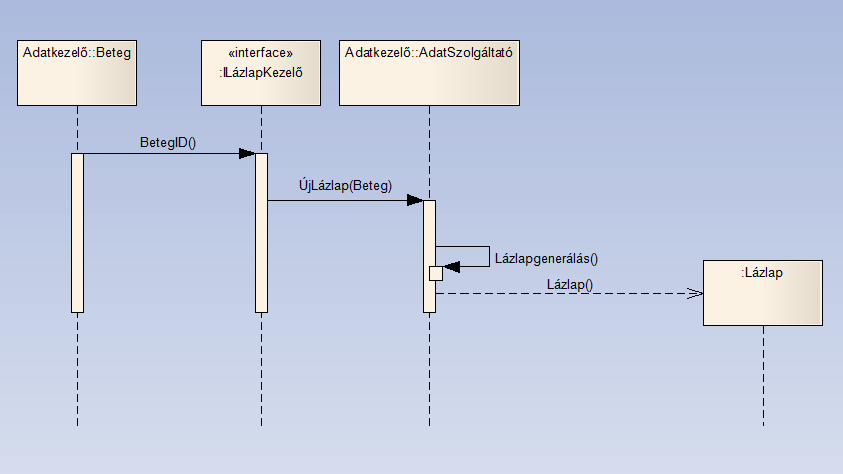 Adatkezelő::Beteg
«interface»
:ILázlapKezelő
Adatkezelő::AdatSzolgáltató
BetegID()
ÚjLázlap(Beteg)
Lázlapgenerálás()
Lázlap()
:Lázlap